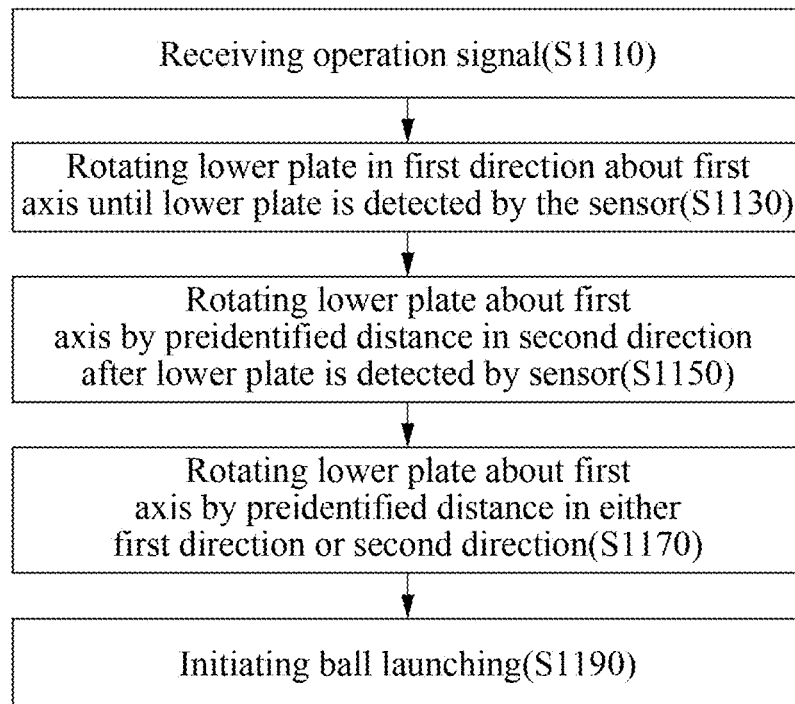 Receiving operation signal(S1110)
Rotating lower plate in first direction about first
axis until lower plate is detected by the sensor(S1130)
Rotating lower plate about first
axis by preidentified distance in second direction
after lower plate is detected by sensor(S1150)
Rotating lower plate about first
axis by preidentified distance in either
first direction or second direction(S1170)
Initiating ball launching(S1190)